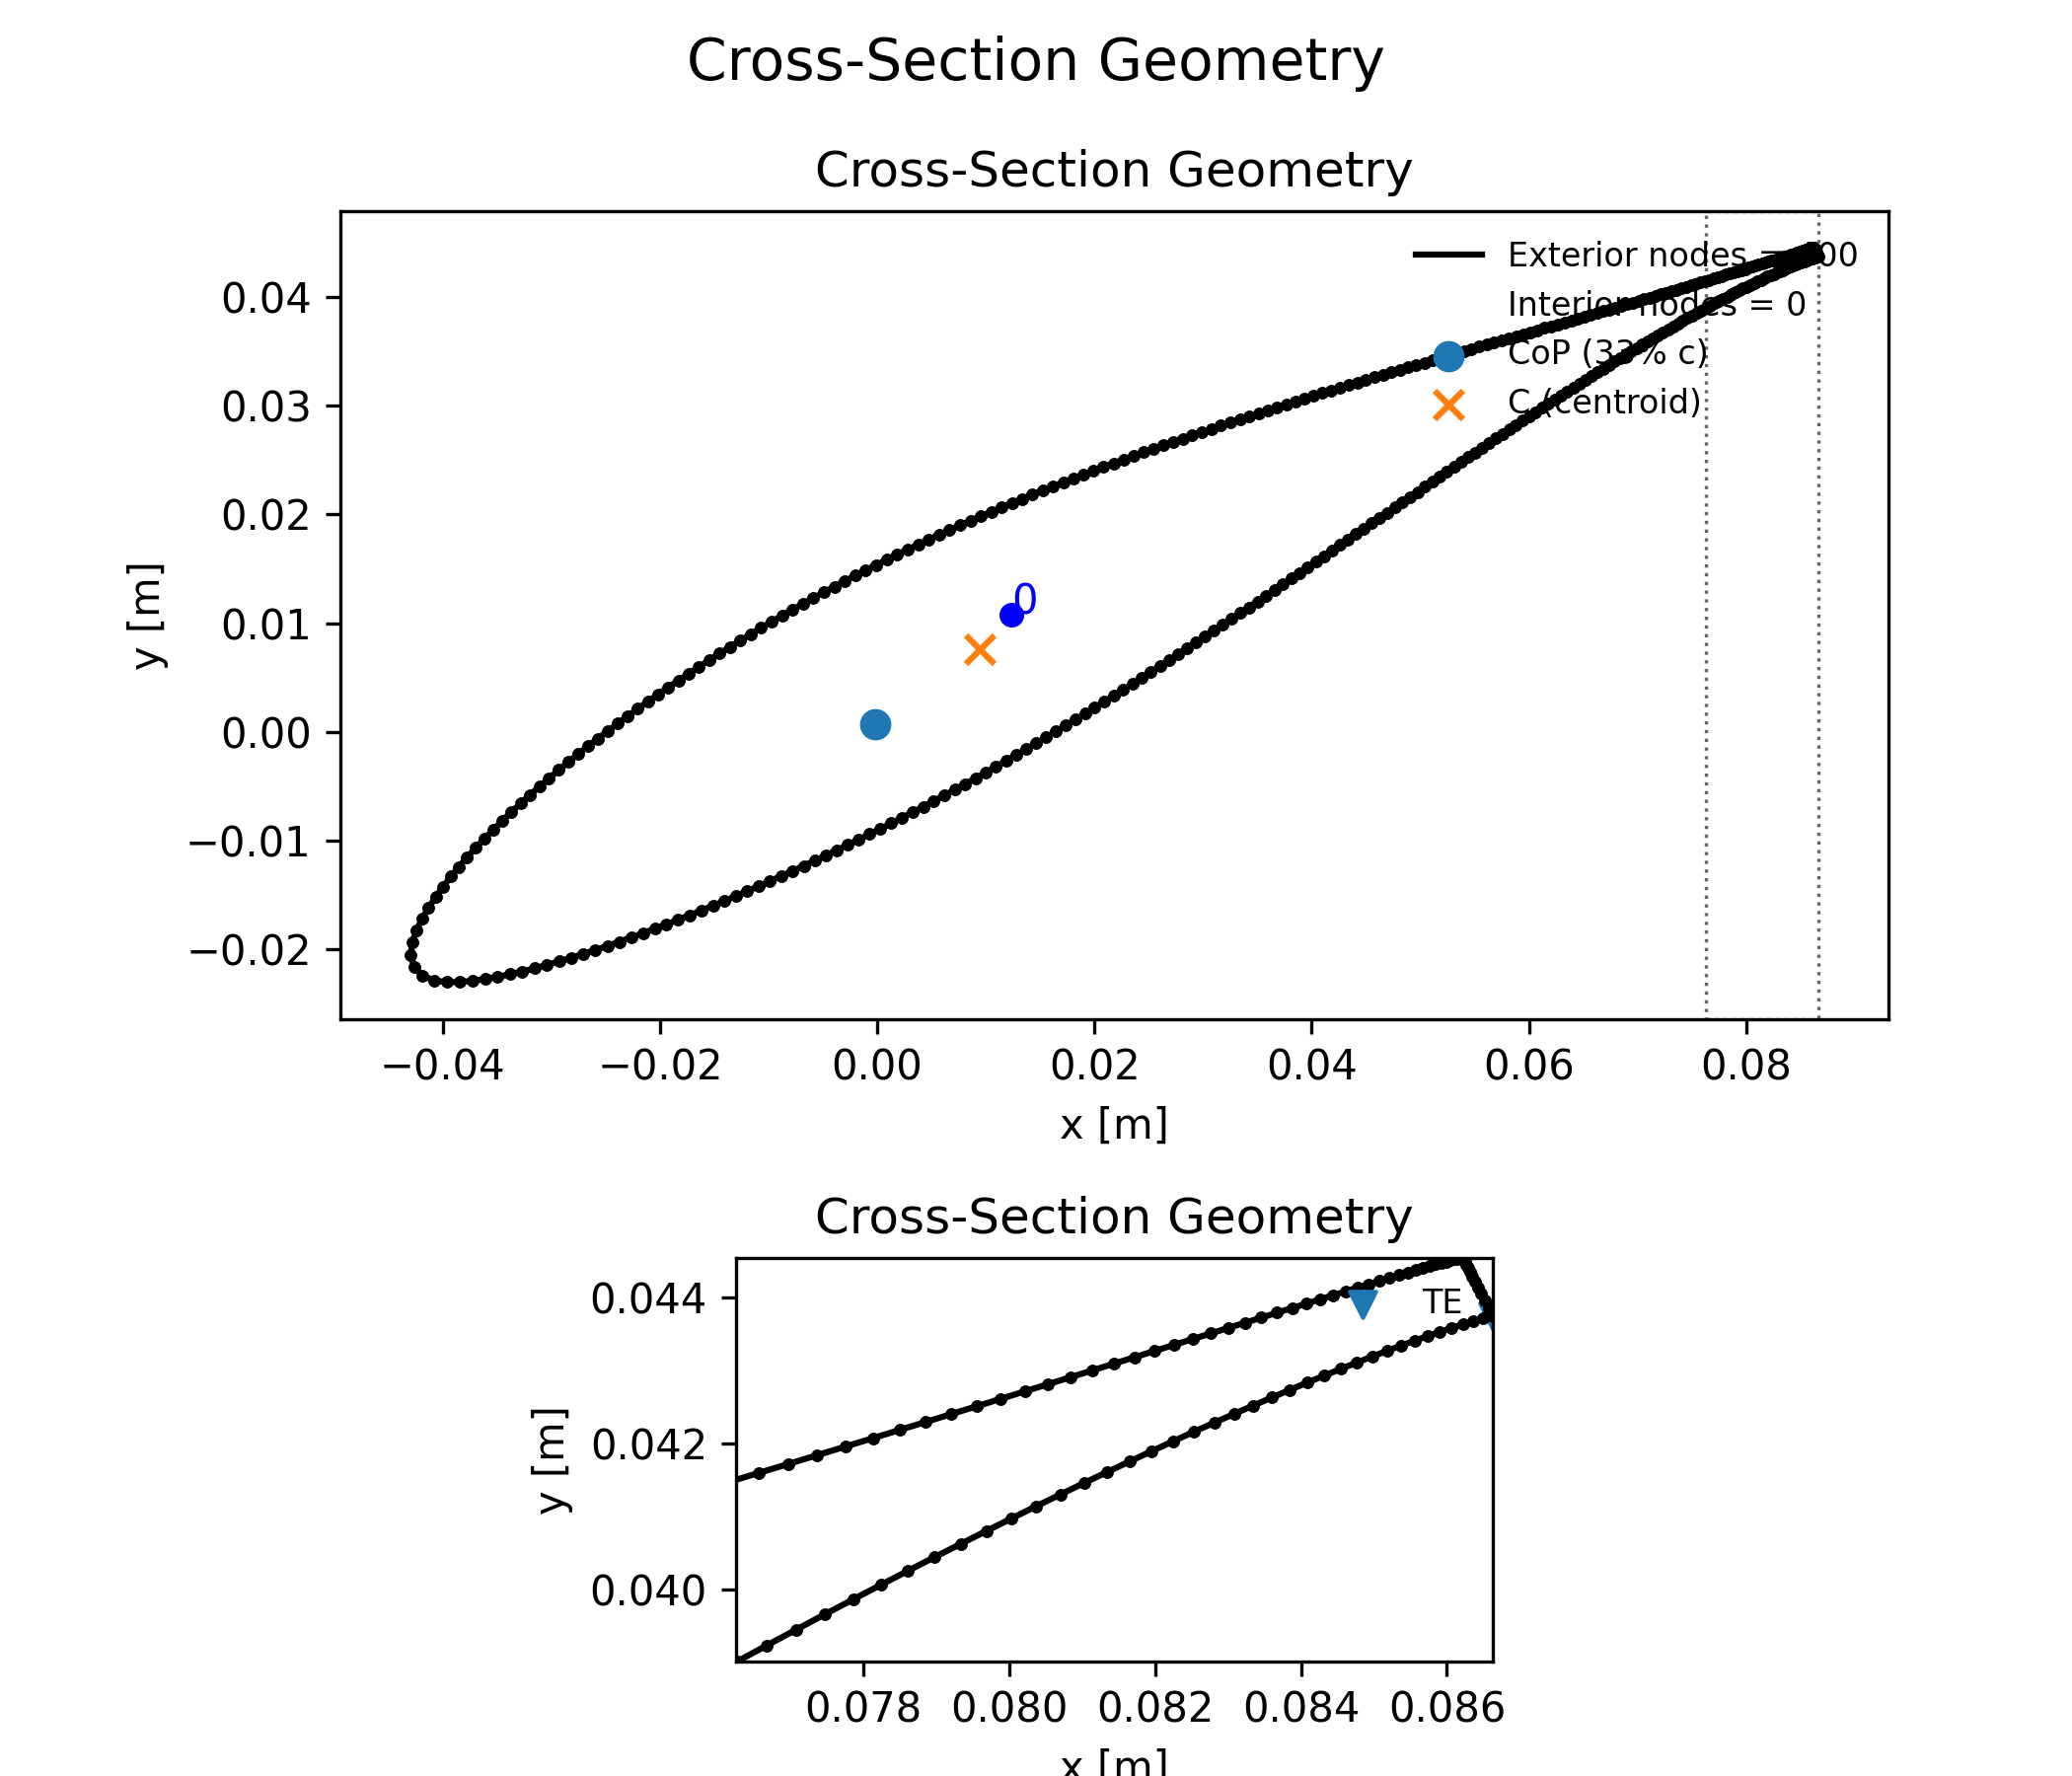 Cross-Section Geometry
Cross-Section Geometry
Exterior nodes =
Interior nodes = 0
CoP (33% c)
C (centroid)
0
0.04
0.03
0.02
0.01
0.00
−0.01
−0.02
y [m]
−0.04 −0.02 0.00 0.02 0.04 0.06 0.08
x [m]
Cross-Section Geometry
TE
0.044
0.042
0.040
y [m]
0.078 0.080 0.082 0.084 0.086
x [m]